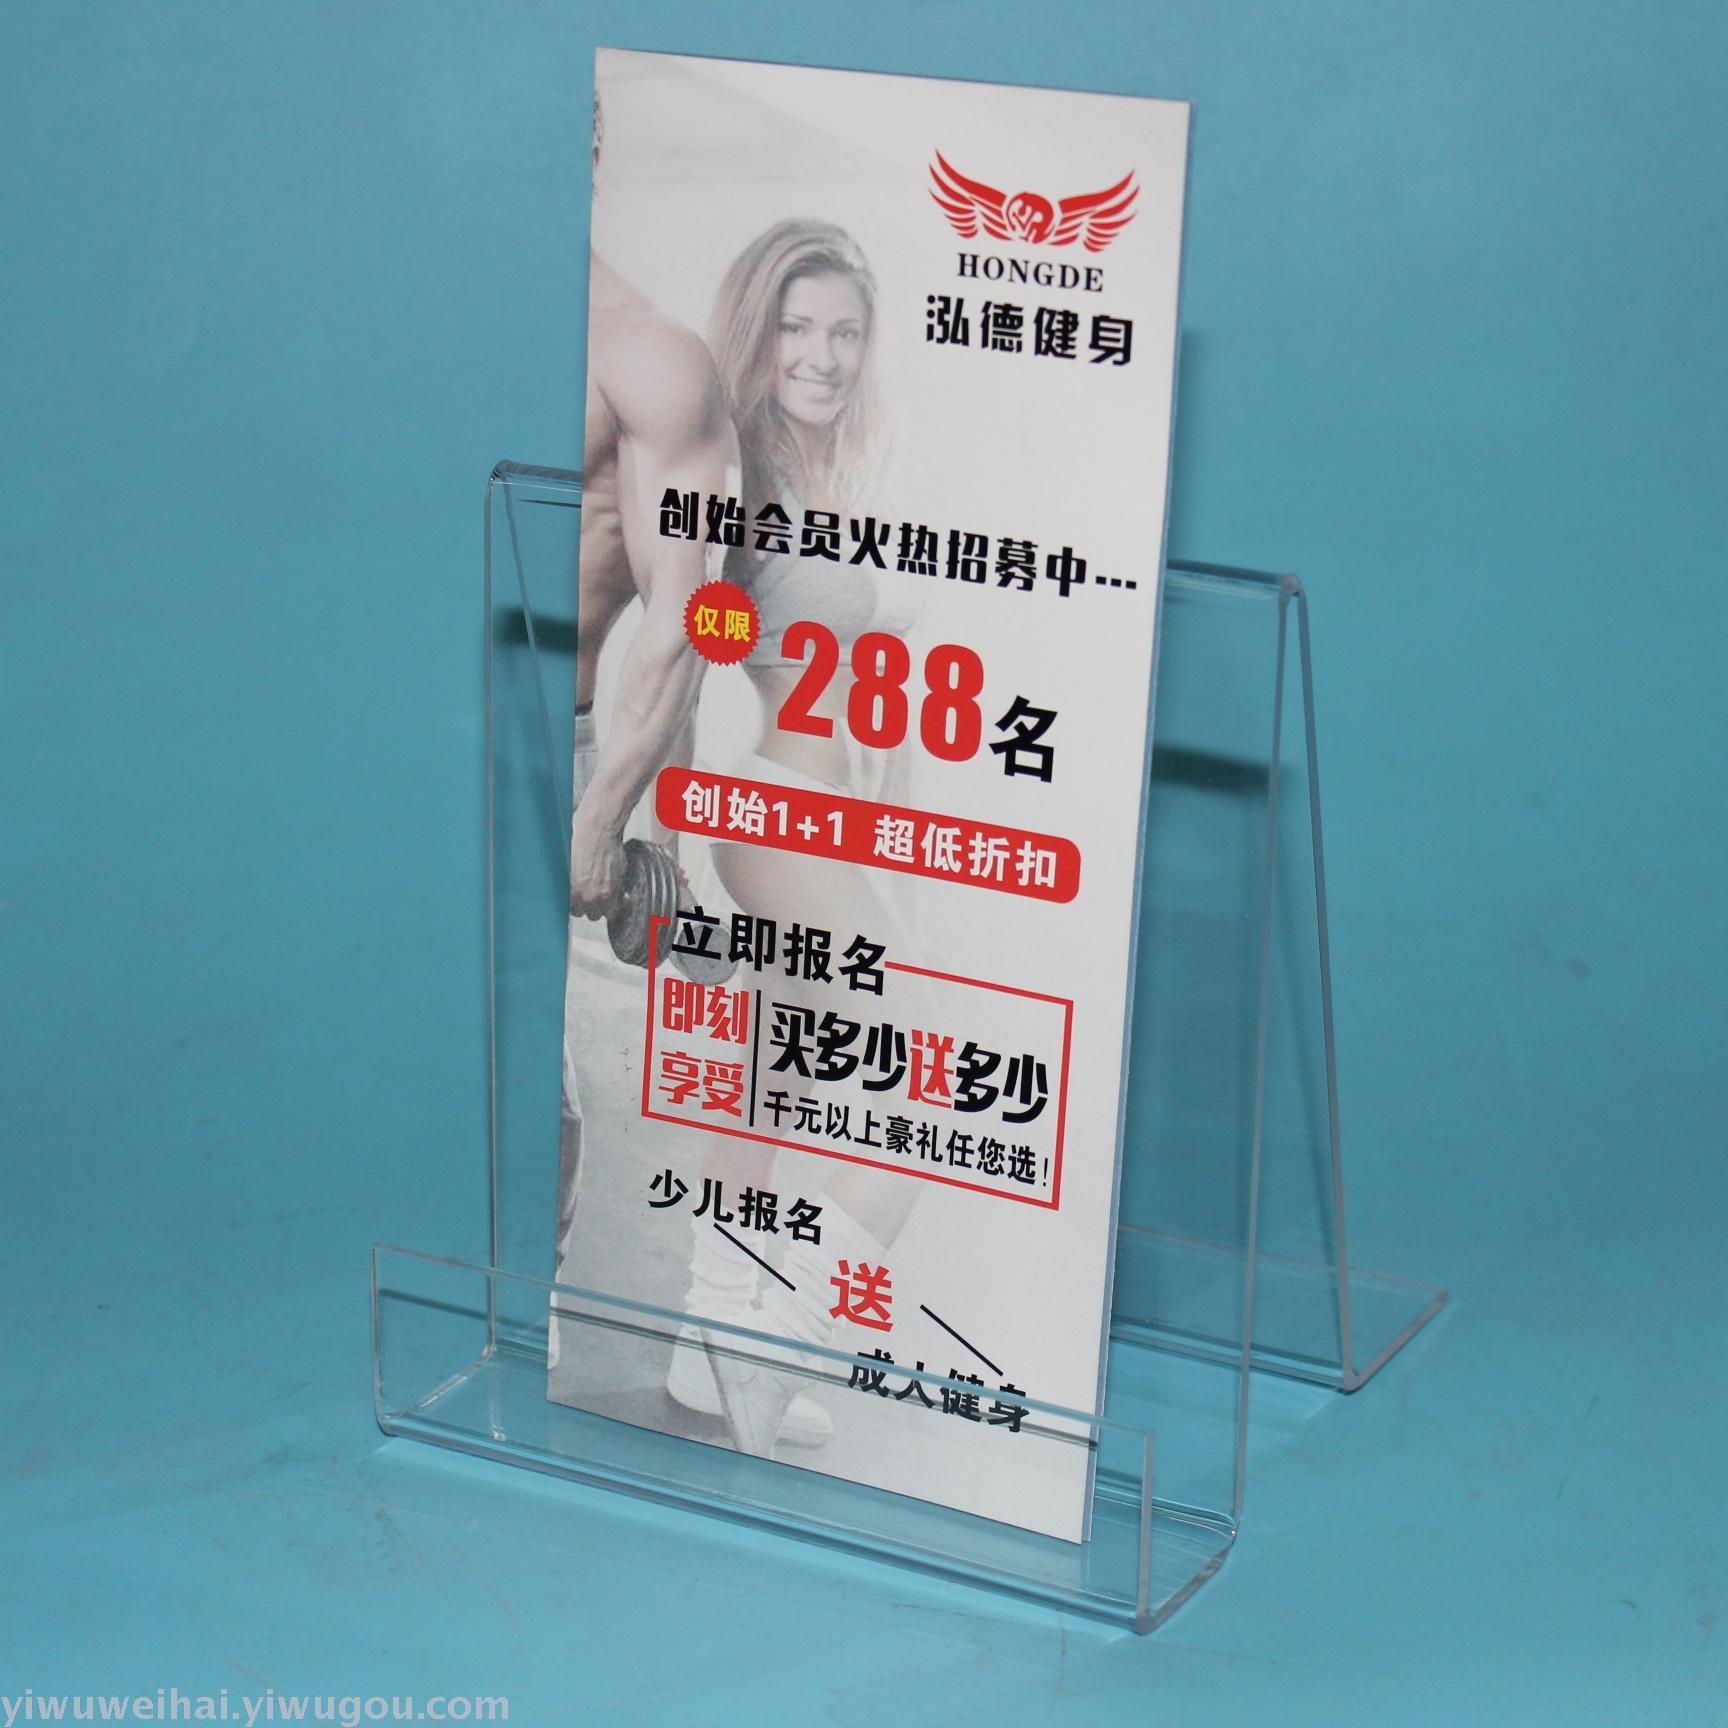 HONGDE
泓德健身
创始会员火热招募中...
仅限
288名
创始1+1 超低折扣
立即报名
即刻
享受
买多少送多少
千元以上豪礼任您选!
少儿报名
送
成人健身
yiwuweihai.yiwugou.com